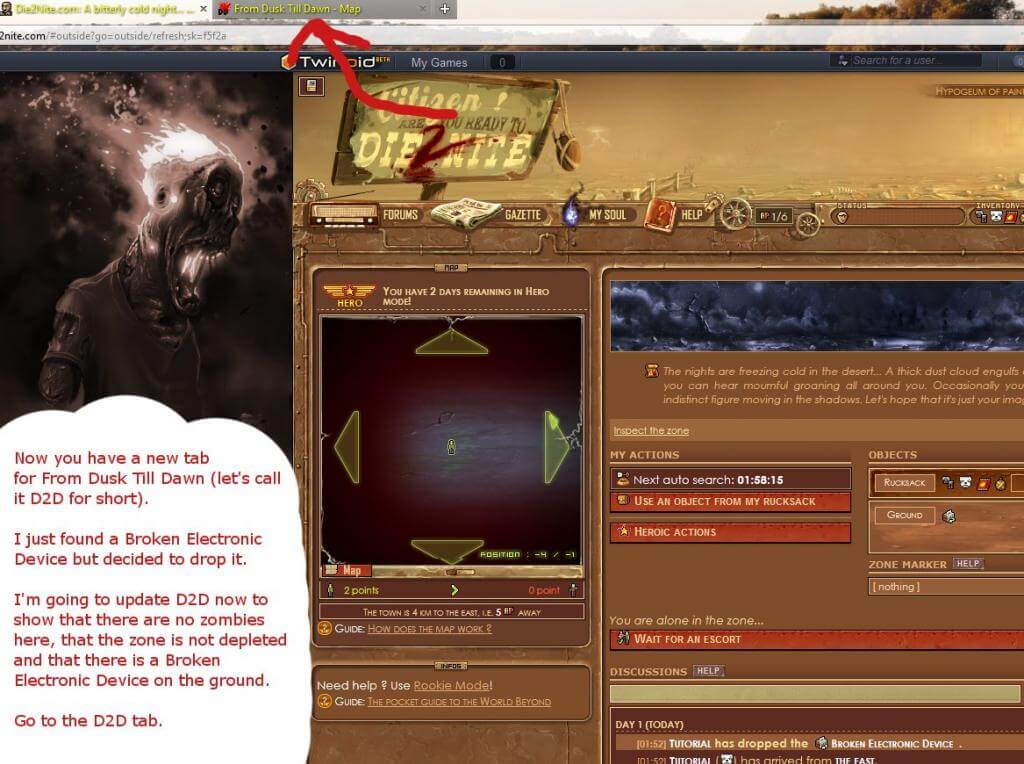 Die2Nite.com: A bitterly cold night... ...
From Dusk Till Dawn - Map
2nite.com/#outside?go=outside/refresh;sk=f5f2a
Twinoid BETA
My Games
0
Search for a user...
Citizen !
ARE YOU READY TO
DIE2NITE
2
HYPOGEUM OF PAIN
FORUMS
GAZETTE
MY SOUL
HELP
BP 1/6
STATUS
INVENTORY
MAP
HERO
YOU HAVE 2 DAYS REMAINING IN HERO
MODE!
POSITION : -4 / -1
Map
2 points
0 point
THE TOWN IS 4 KM TO THE EAST, I.E. 5 AP AWAY
GUIDE: HOW DOES THE MAP WORK ?
INFOS
Need help ? Use Rookie Mode!
GUIDE: THE POCKET GUIDE TO THE WORLD BEYOND
The nights are freezing cold in the desert... A thick dust cloud engulfs
you can hear mournful groaning all around you. Occasionally you
indistinct figure moving in the shadows. Let's hope that it's just your imag
Inspect the zone
MY ACTIONS
Next auto search: 01:58:15
USE AN OBJECT FROM MY RUCKSACK
HEROIC ACTIONS
OBJECTS
RUCKSACK
GROUND
ZONE MARKER HELP
[ nothing ]
You are alone in the zone...
WAIT FOR AN ESCORT
DISCUSSIONS HELP
DAY 1 (TODAY)
[01:52] TUTORIAL has dropped the BROKEN ELECTRONIC DEVICE .
[01:52] TUTORIAL ( ) has arrived from THE EAST.
Now you have a new tab
for From Dusk Till Dawn (let's call
it D2D for short).
I just found a Broken Electronic
Device but decided to drop it.
I'm going to update D2D now to
show that there are no zombies
here, that the zone is not depleted
and that there is a Broken
Electronic Device on the ground.
Go to the D2D tab.